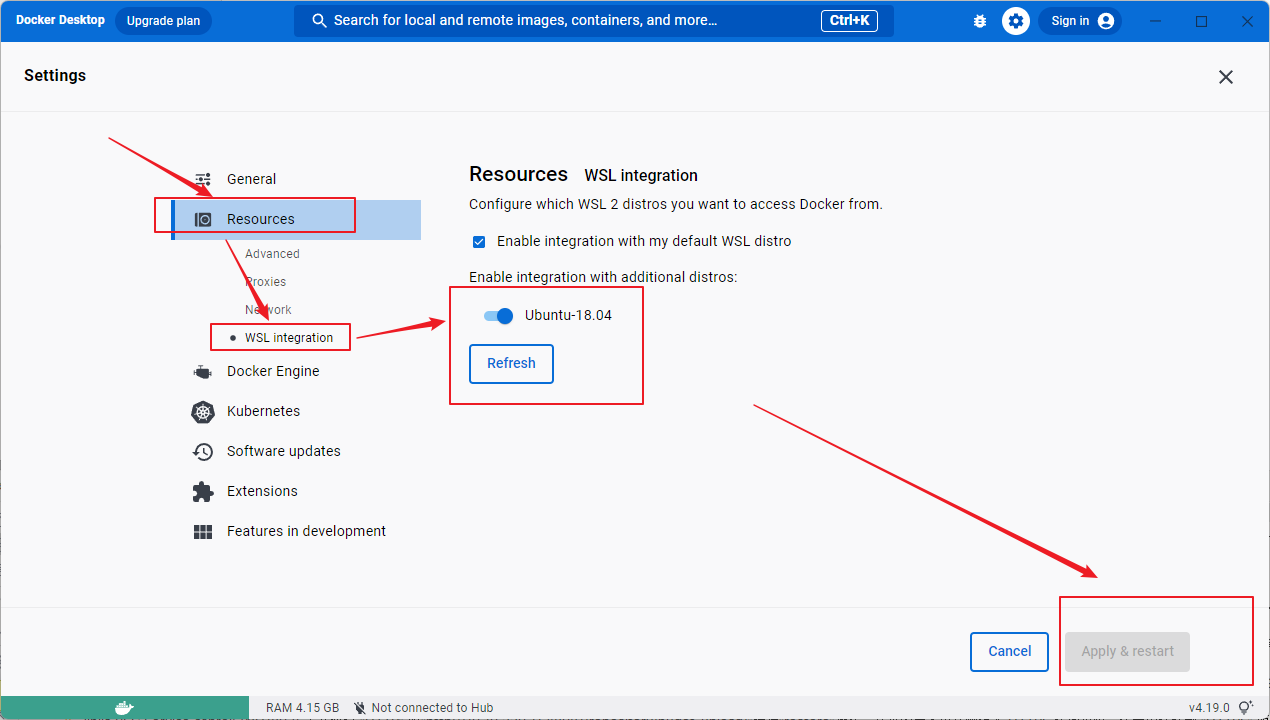 Docker Desktop Upgrade plan Search for local and remote images, containers, and more... Ctrl+K Sign in
Settings
General
Resources
Advanced
Proxies
Network
WSL integration
Docker Engine
Kubernetes
Software updates
Extensions
Features in development
Resources WSL integration
Configure which WSL 2 distros you want to access Docker from.
Enable integration with my default WSL distro
Enable integration with additional distros:
Ubuntu-18.04
Refresh
Cancel Apply & restart
RAM 4.15 GB Not connected to Hub v4.19.0